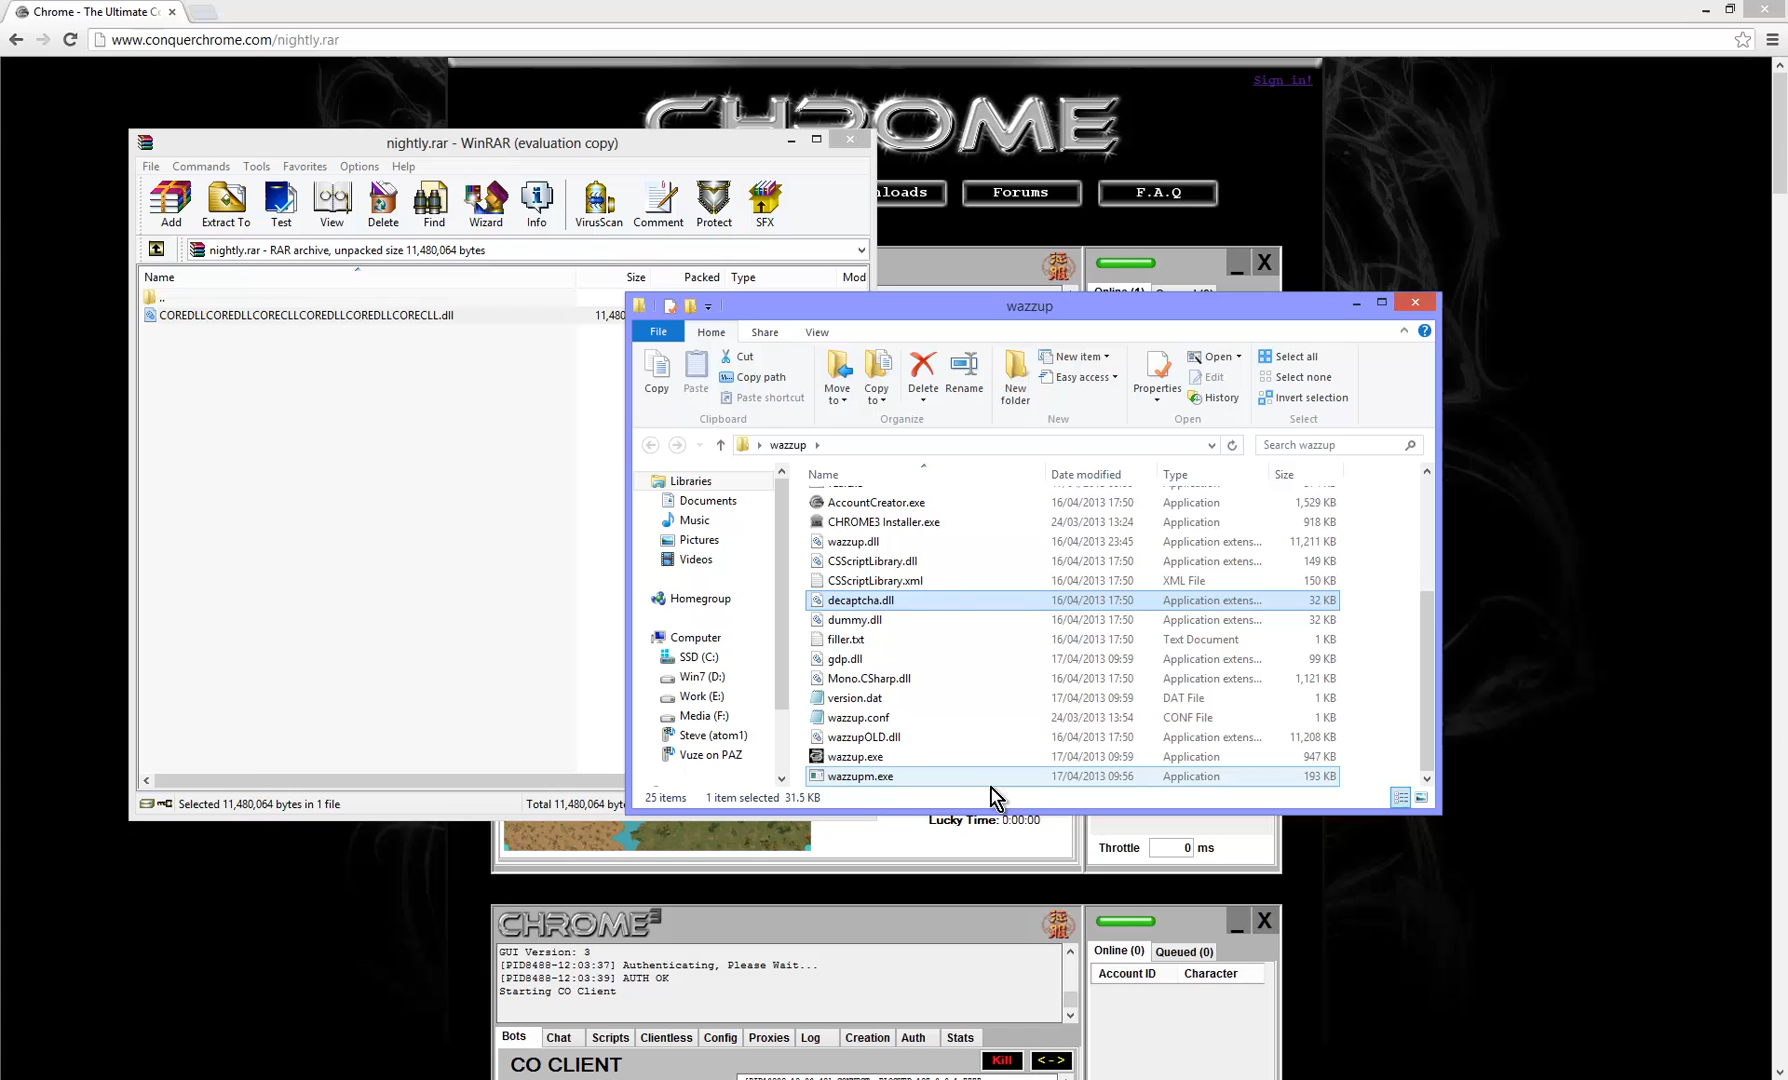 Chrome - The Ultimate Co
www.conquerchrome.com/nightly.rar
Sign in!
CHROME
nloads
Forums
F.A.Q
nightly.rar - WinRAR (evaluation copy)
File Commands Tools Favorites Options Help
Add Extract To Test View Delete Find Wizard Info VirusScan Comment Protect SFX
nightly.rar - RAR archive, unpacked size 11,480,064 bytes
Name Size Packed Type Mod
..
COREDLLCOREDLLCORECLLCOREDLLCOREDLLCORECLL.dll 11,480
Selected 11,480,064 bytes in 1 file
Total 11,480,064 byte
wazzup
File Home Share View
Copy
Paste
Cut
Copy path
Paste shortcut
Move to
Copy to
Delete
Rename
New folder
New item
Easy access
Properties
Open
Edit
History
Select all
Select none
Invert selection
Clipboard Organize New Open Select
wazzup
Search wazzup
Name Date modified Type Size
Libraries
Documents
Music
Pictures
Videos
Homegroup
Computer
SSD (C:)
Win7 (D:)
Work (E:)
Media (F:)
Steve (atom1)
Vuze on PAZ
AccountCreator.exe 16/04/2013 17:50 Application 1,529 KB
CHROME3 Installer.exe 24/03/2013 13:24 Application 918 KB
wazzup.dll 16/04/2013 23:45 Application extens... 11,211 KB
CSScriptLibrary.dll 16/04/2013 17:50 Application extens... 149 KB
CSScriptLibrary.xml 16/04/2013 17:50 XML File 150 KB
decaptcha.dll 16/04/2013 17:50 Application extens... 32 KB
dummy.dll 16/04/2013 17:50 Application extens... 32 KB
filler.txt 16/04/2013 17:50 Text Document 1 KB
gdp.dll 17/04/2013 09:59 Application extens... 99 KB
Mono.CSharp.dll 16/04/2013 17:50 Application extens... 1,121 KB
version.dat 17/04/2013 09:59 DAT File 1 KB
wazzup.conf 24/03/2013 13:54 CONF File 1 KB
wazzupOLD.dll 16/04/2013 17:50 Application extens... 11,208 KB
wazzup.exe 17/04/2013 09:59 Application 947 KB
wazzupm.exe 17/04/2013 09:56 Application 193 KB
25 items 1 item selected 31.5 KB
Lucky Time: 0:00:00
Throttle 0 ms
CHROME3
GUI Version: 3
[PID8488-12:03:37] Authenticating, Please Wait...
[PID8488-12:03:39] AUTH OK
Starting CO Client
Online (0) Queued (0)
Account ID Character
Bots Chat Scripts Clientless Config Proxies Log Creation Auth Stats
CO CLIENT
Kill
<->